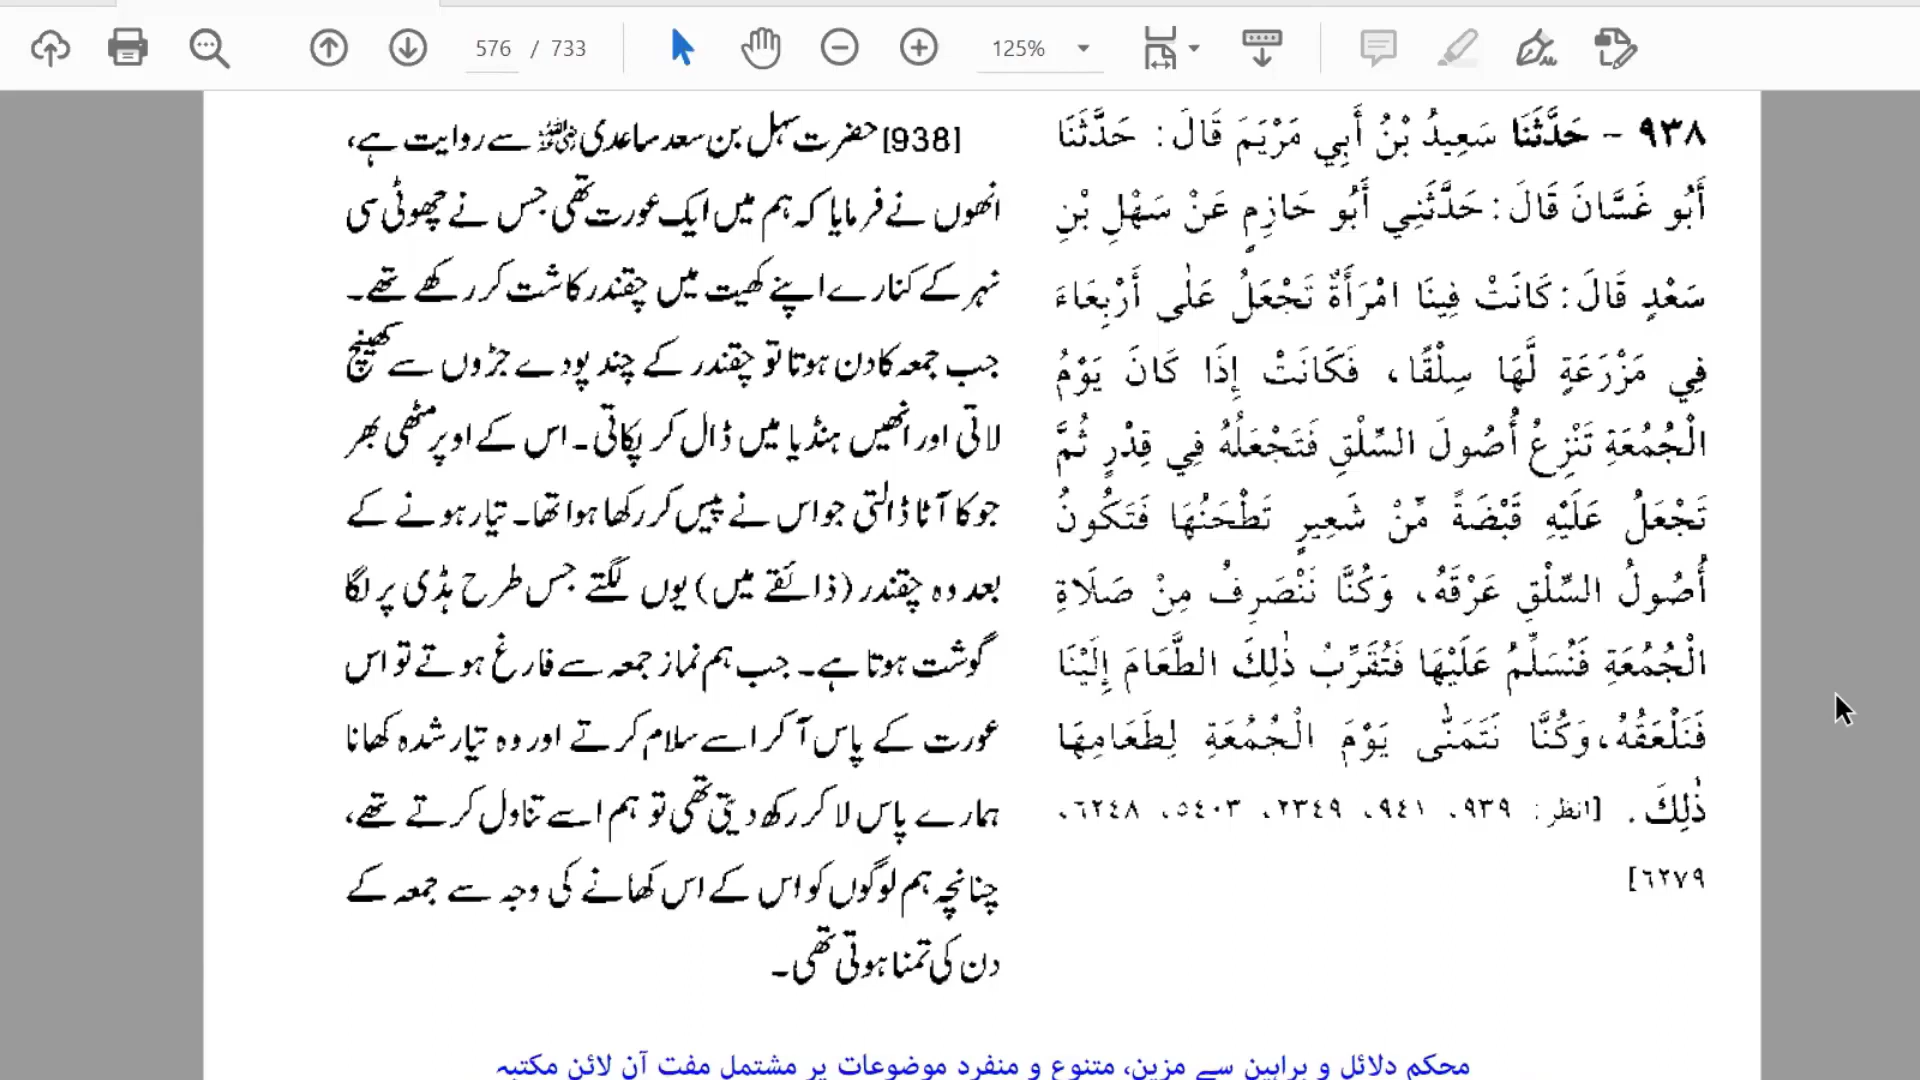 576 / 733
125%
٩٣٨ - حَدَّثَنَا سَعِيدُ بْنُ أَبِي مَرْيَمَ قَالَ: حَدَّثَنَا
أَبُو غَسَّانَ قَالَ: حَدَّثَنِي أَبُو حَازِمٍ عَنْ سَهْلِ بْنِ
سَعْدٍ قَالَ: كَانَتْ فِينَا امْرَأَةٌ تَجْعَلُ عَلٰى أَرْبِعَاءَ
فِي مَزْرَعَةٍ لَّهَا سِلْقًا، فَكَانَتْ إِذَا كَانَ يَوْمُ
الْجُمُعَةِ تَنْزِعُ أُصُولَ السِّلْقِ فَتَجْعَلُهُ فِي قِدْرٍ ثُمَّ
تَجْعَلُ عَلَيْهِ قَبْضَةً مِّنْ شَعِيرٍ تَطْحَنُهَا فَتَكُونُ
أُصُولُ السِّلْقِ عَرْقَهُ، وَكُنَّا نَنْصَرِفُ مِنْ صَلَاةِ
الْجُمُعَةِ فَنُسَلِّمُ عَلَيْهَا فَتُقَرِّبُ ذٰلِكَ الطَّعَامَ إِلَيْنَا
فَنَلْعَقُهُ، وَكُنَّا نَتَمَنّٰى يَوْمَ الْجُمُعَةِ لِطَعَامِهَا
ذٰلِكَ. [انظر: ٩٣٩، ٩٤١، ٢٣٤٩، ٥٤٠٣، ٦٢٤٨،
٦٢٧٩]
[938] حضرت سہل بن سعد ساعدی ؓ سے روایت ہے،
انھوں نے فرمایا کہ ہم میں ایک عورت تھی جس نے چھوٹی سی
نہر کے کنارے اپنے کھیت میں چقندر کاشت کر رکھے تھے۔
جب جمعہ کا دن ہوتا تو چقندر کے چند پودے جڑوں سے کھینچ
لاتی اور انھیں ہنڈیا میں ڈال کر پکاتی۔ اس کے اوپر مٹھی بھر
جو کا آٹا ڈالتی جو اس نے پیس کر رکھا ہوا تھا۔ تیار ہونے کے
بعد وہ چقندر (ذائقے میں) یوں لگتے جس طرح ہڈی پر لگا
گوشت ہوتا ہے۔ جب ہم نماز جمعہ سے فارغ ہوتے تو اس
عورت کے پاس آ کر اسے سلام کرتے اور وہ تیار شدہ کھانا
ہمارے پاس لا کر رکھ دیتی تھی تو ہم اسے تناول کرتے تھے،
چنانچہ ہم لوگوں کو اس کے اس کھانے کی وجہ سے جمعہ کے
دن کی تمنا ہوتی تھی۔
محکم دلائل و براہین سے مزین، متنوع و منفرد موضوعات پر مشتمل مفت آن لائن مکتبہ